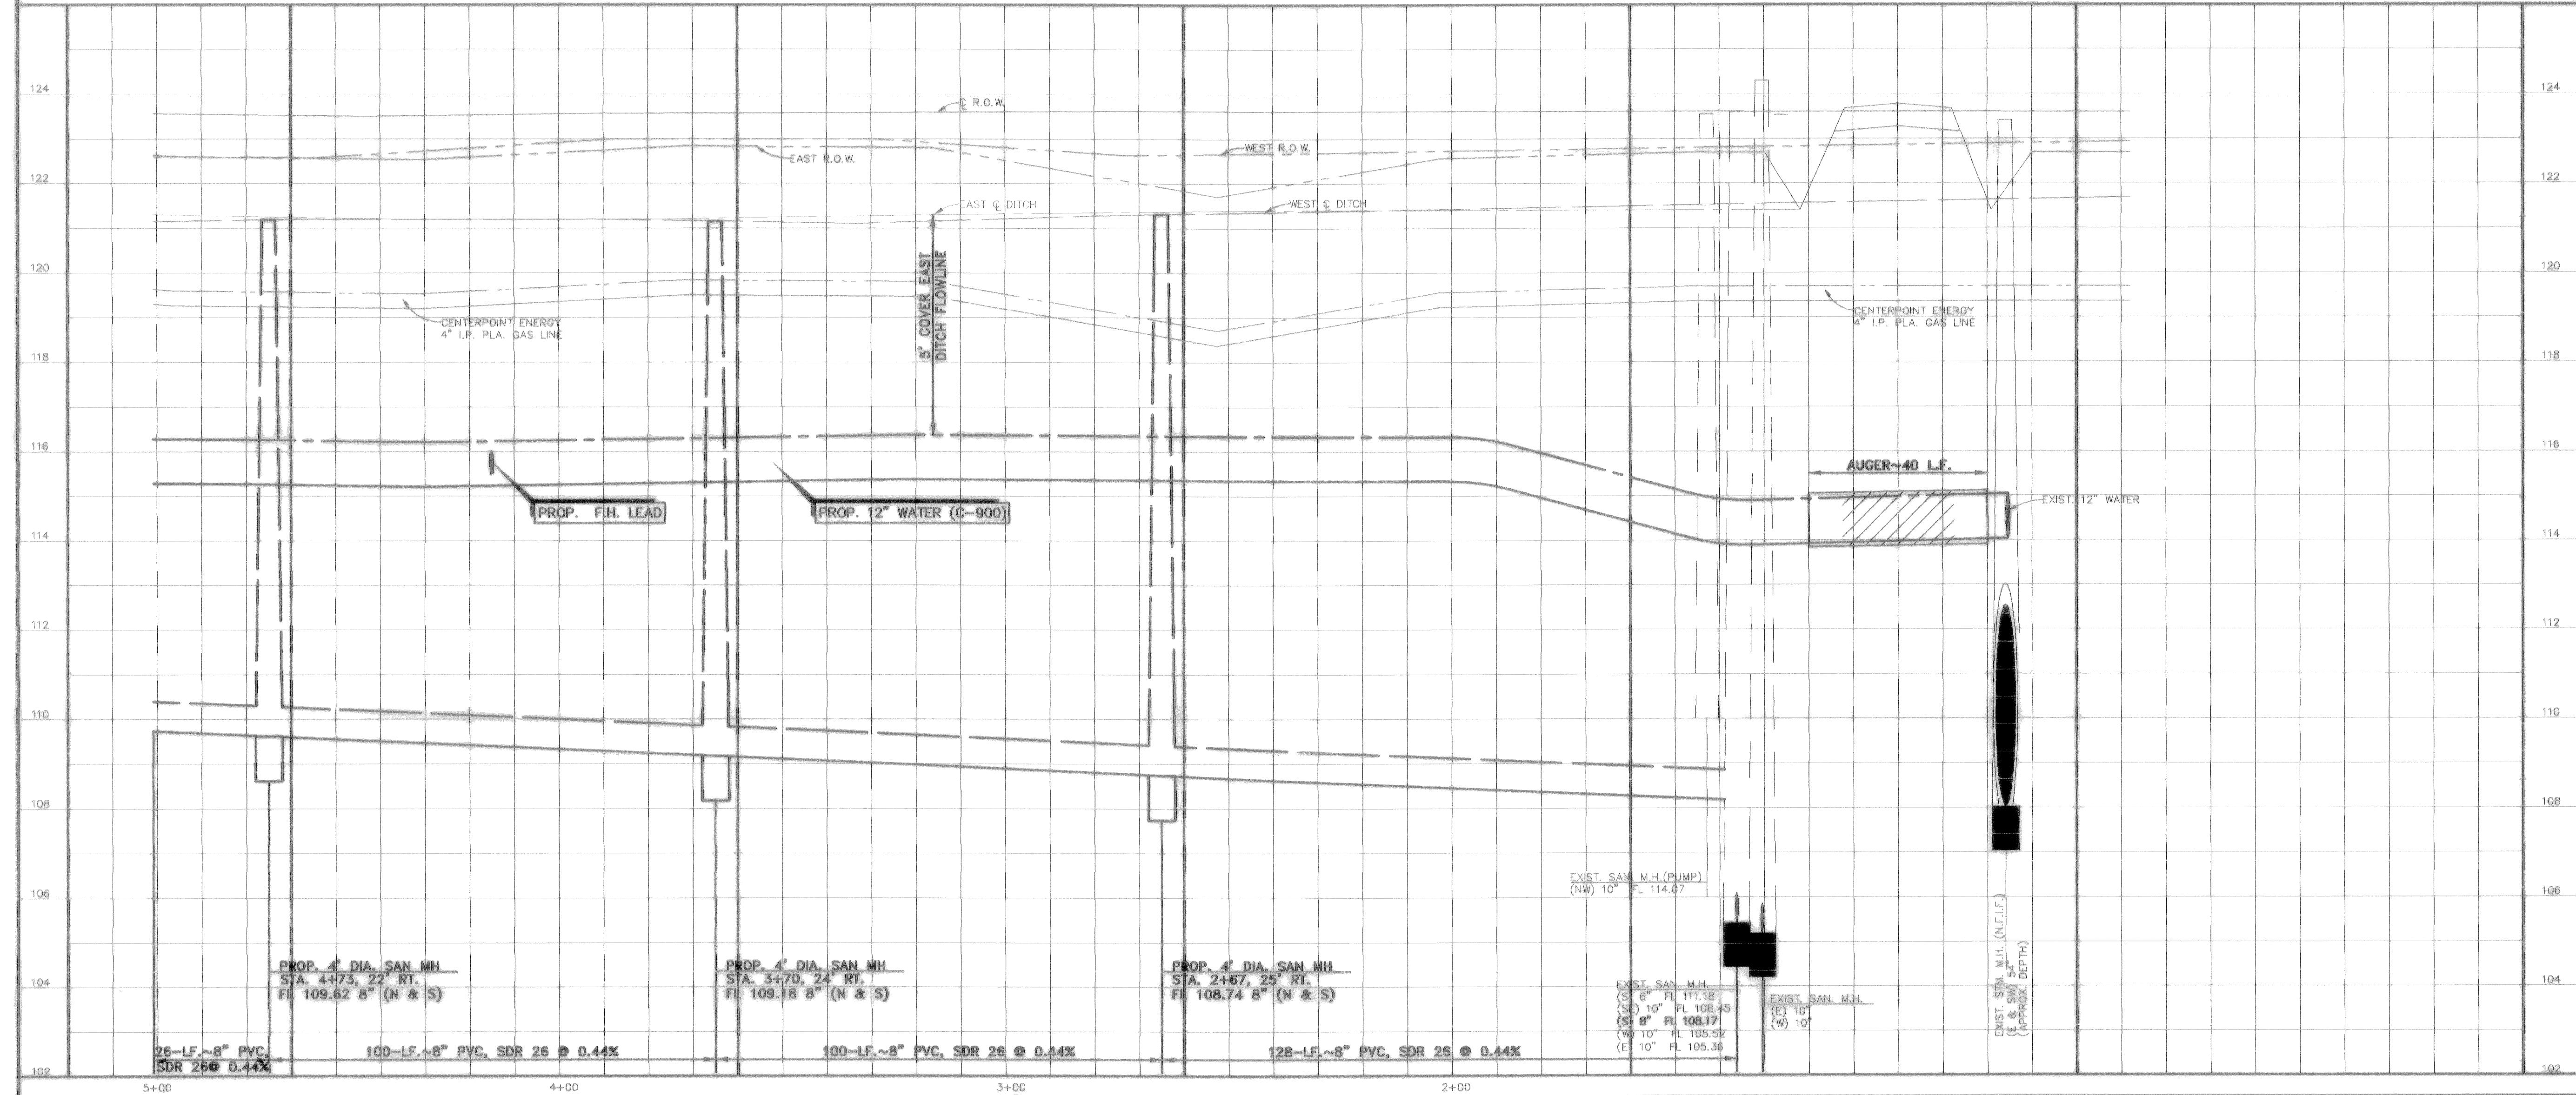 124
124
122
122
120
120
118
118
116
116
114
114
112
112
110
110
108
108
106
106
104
104
102
102
℄ R.O.W.
EAST R.O.W.
WEST R.O.W.
EAST ℄ DITCH
WEST ℄ DITCH
5' COVER EAST
DITCH FLOWLINE
CENTERPOINT ENERGY
4" I.P. PLA. GAS LINE
CENTERPOINT ENERGY
4" I.P. PLA. GAS LINE
AUGER~40 L.F.
EXIST. 12" WATER
PROP. F.H. LEAD
PROP. 12" WATER (C-900)
EXIST. SAN. M.H.(PUMP)
(NW) 10" FL 114.07
PROP. 4' DIA. SAN MH
STA. 4+73, 22' RT.
FL 109.62 8" (N & S)
PROP. 4' DIA. SAN MH
STA. 3+70, 24' RT.
FL 109.18 8" (N & S)
PROP. 4' DIA. SAN MH
STA. 2+67, 25' RT.
FL 108.74 8" (N & S)
EXIST. SAN. M.H.
(S) 6" FL 111.18
(SE) 10" FL 108.45
(S) 8" FL 108.17
(W) 10" FL 105.52
(E) 10" FL 105.36
EXIST. SAN. M.H.
(E) 10"
(W) 10"
EXIST. STM. M.H. (N.F.I.F.)
(E & SW) 54"
(APPROX. DEPTH)
26-LF.~8" PVC,
SDR 26@ 0.44%
100-LF.~8" PVC, SDR 26 @ 0.44%
100-LF.~8" PVC, SDR 26 @ 0.44%
128-LF.~8" PVC, SDR 26 @ 0.44%
5+00
4+00
3+00
2+00